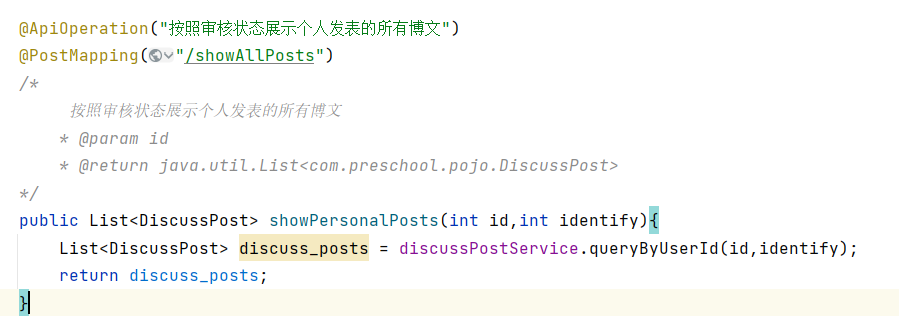 @ApiOperation("按照审核状态展示个人发表的所有博文")
@PostMapping("/showAllPosts")
/*
按照审核状态展示个人发表的所有博文
* @param id
* @return java.util.List<com.preschool.pojo.DiscussPost>
*/
public List<DiscussPost> showPersonalPosts(int id,int identify){
List<DiscussPost> discuss_posts = discussPostService.queryByUserId(id,identify);
return discuss_posts;
}